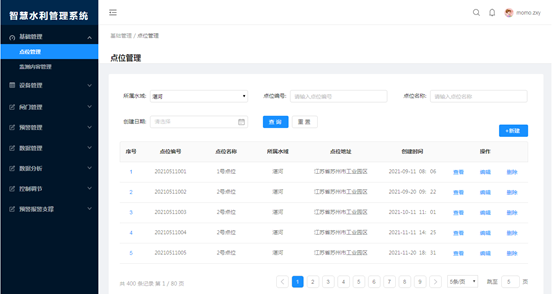 智慧水利管理系统
momo.zxy
基础管理
点位管理
监测内容管理
设备管理
闸门管理
预警管理
数据管理
数据分析
控制调节
预警报警支撑
基础管理 / 点位管理
点位管理
所属水域: 灌河 点位编号: 请输入点位编号 点位名称: 请输入点位名称
创建日期: 请选择 查 询 重 置
+新建
序号 点位编号 点位名称 所属水域 点位地址 创建时间 操作
1 20210511001 1号点位 灌河 江苏省苏州市工业园区 2021-09-11 08: 06 查看 编辑 删除
2 20210511002 2号点位 灌河 江苏省苏州市工业园区 2021-09-20 09: 22 查看 编辑 删除
3 20210511003 2号点位 灌河 江苏省苏州市工业园区 2021-10-11 11: 01 查看 编辑 删除
4 20210511004 2号点位 灌河 江苏省苏州市工业园区 2021-11-11 14: 25 查看 编辑 删除
5 20210511005 2号点位 灌河 江苏省苏州市工业园区 2021-11-20 18: 31 查看 编辑 删除
共 400 条记录 第 1 / 80 页 1 2 3 4 5 6 7 8 9 5条/页 跳至 5 页